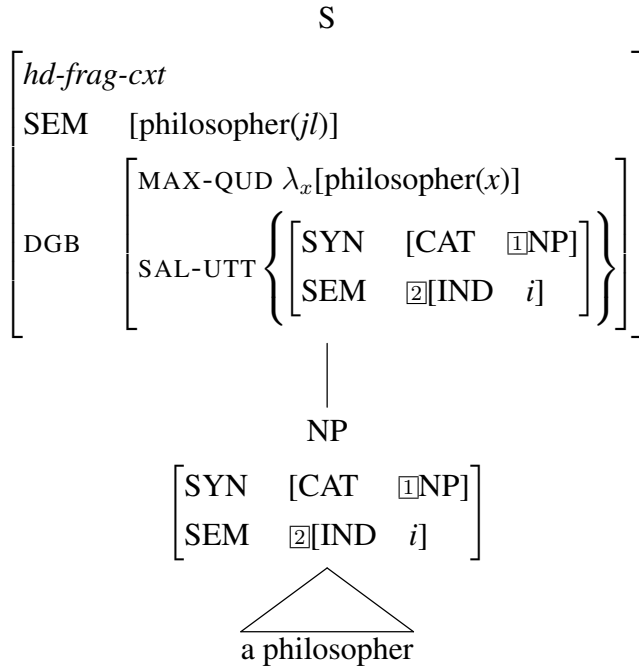 S
hd-frag-cxt
SEM [philosopher(jl)]
DGB
MAX-QUD λx[philosopher(x)]
SAL-UTT
SYN [CAT 1NP]
SEM 2[IND i]
NP
SYN [CAT 1NP]
SEM 2[IND i]
a philosopher